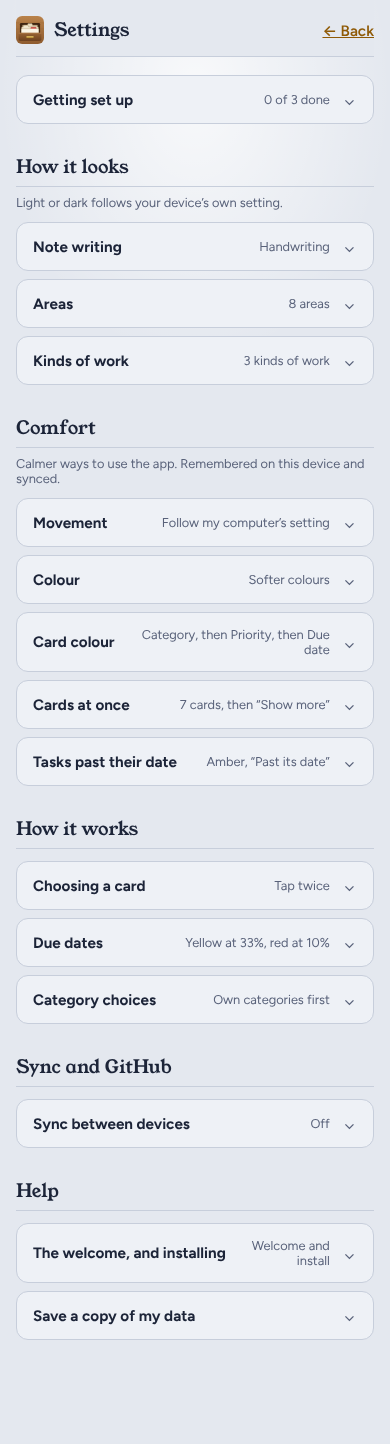 Settings
← Back
Getting set up 0 of 3 done
How it looks
Light or dark follows your device’s own setting.
Note writing Handwriting
Areas 8 areas
Kinds of work 3 kinds of work
Comfort
Calmer ways to use the app. Remembered on this device and
synced.
Movement Follow my computer’s setting
Colour Softer colours
Card colour Category, then Priority, then Due
date
Cards at once 7 cards, then “Show more”
Tasks past their date Amber, “Past its date”
How it works
Choosing a card Tap twice
Due dates Yellow at 33%, red at 10%
Category choices Own categories first
Sync and GitHub
Sync between devices Off
Help
The welcome, and installing Welcome and
install
Save a copy of my data